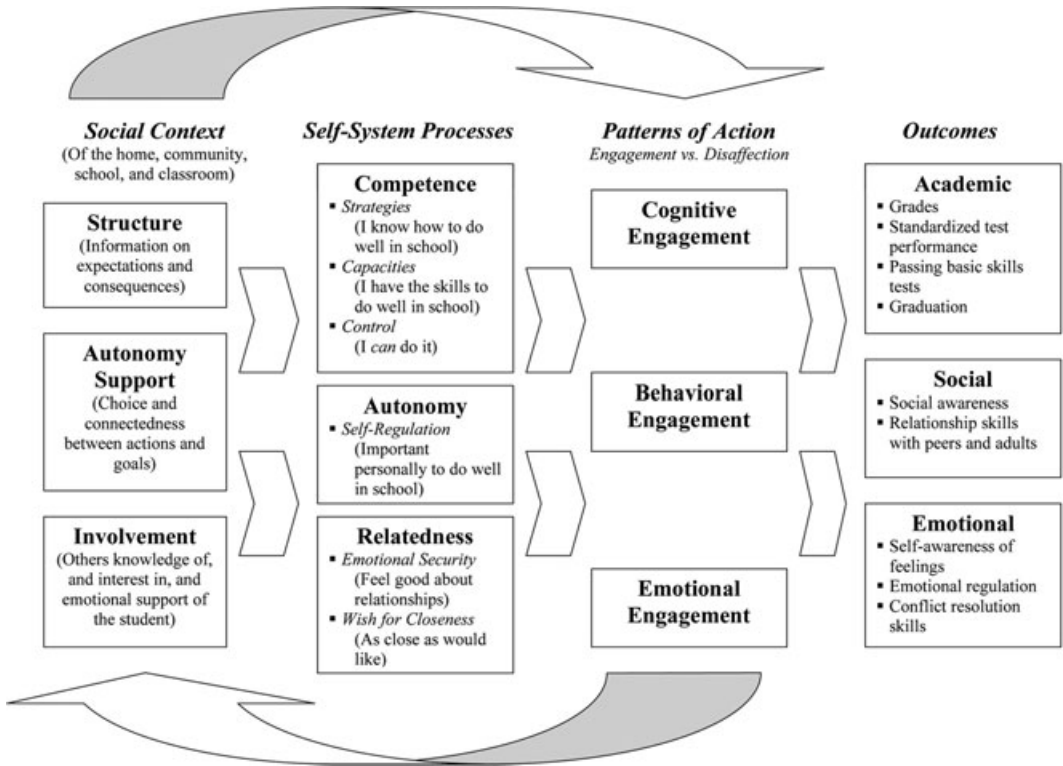 Social Context
(Of the home, community,
school, and classroom)
Structure
(Information on
expectations and
consequences)
Autonomy
Support
(Choice and
connectedness
between actions and
goals)
Involvement
(Others knowledge of,
and interest in, and
emotional support of
the student)
Self-System Processes
Competence
▪ Strategies
(I know how to do
well in school)
▪ Capacities
(I have the skills to
do well in school)
▪ Control
(I can do it)
Autonomy
▪ Self-Regulation
(Important
personally to do well
in school)
Relatedness
▪ Emotional Security
(Feel good about
relationships)
▪ Wish for Closeness
(As close as would
like)
Patterns of Action
Engagement vs. Disaffection
Cognitive
Engagement
Behavioral
Engagement
Emotional
Engagement
Outcomes
Academic
▪ Grades
▪ Standardized test
performance
▪ Passing basic skills
tests
▪ Graduation
Social
▪ Social awareness
▪ Relationship skills
with peers and adults
Emotional
▪ Self-awareness of
feelings
▪ Emotional regulation
▪ Conflict resolution
skills